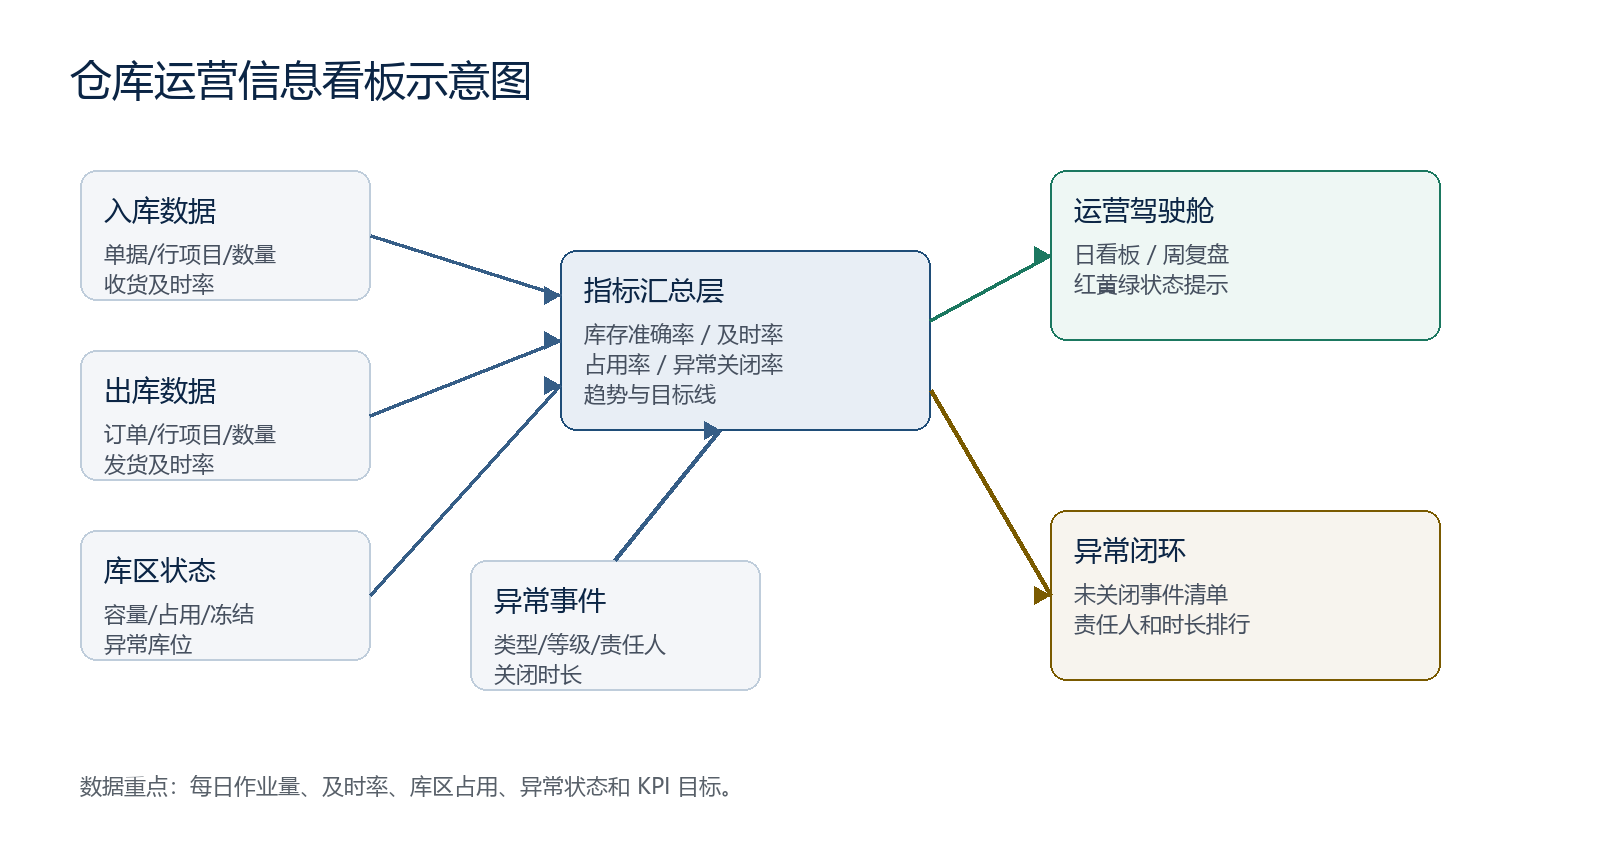 仓库运营信息看板示意图
入库数据
单据/行项目/数量
收货及时率
出库数据
订单/行项目/数量
发货及时率
库区状态
容量/占用/冻结
异常库位
异常事件
类型/等级/责任人
关闭时长
指标汇总层
库存准确率 / 及时率
占用率 / 异常关闭率
趋势与目标线
运营驾驶舱
日看板 / 周复盘
红黄绿状态提示
异常闭环
未关闭事件清单
责任人和时长排行
数据重点：每日作业量、及时率、库区占用、异常状态和 KPI 目标。